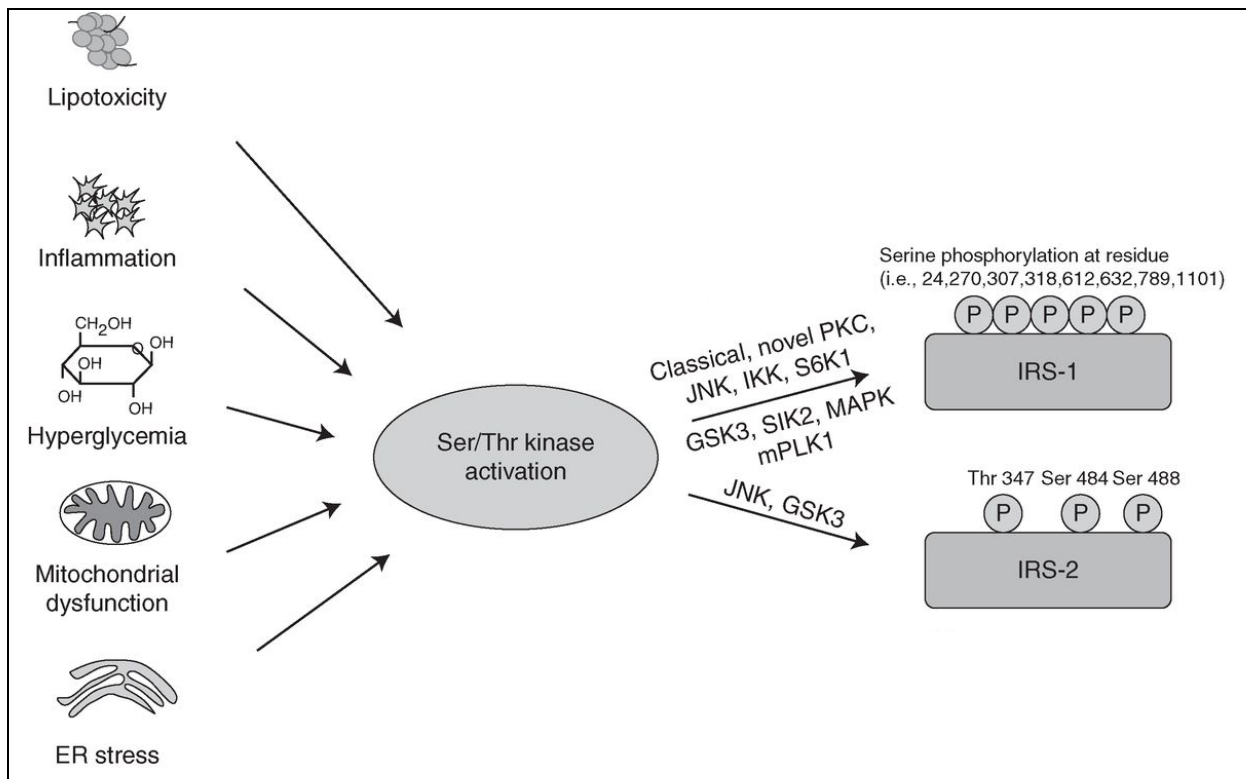 Lipotoxicity
Inflammation
CH2OH
O
OH
OH
OH
OH
Hyperglycemia
Mitochondrial
dysfunction
ER stress
Ser/Thr kinase
activation
Classical, novel PKC,
JNK, IKK, S6K1
GSK3, SIK2, MAPK
mPLK1
JNK, GSK3
Serine phosphorylation at residue
(i.e., 24,270,307,318,612,632,789,1101)
P P P P P
IRS-1
Thr 347 Ser 484 Ser 488
P P P
IRS-2